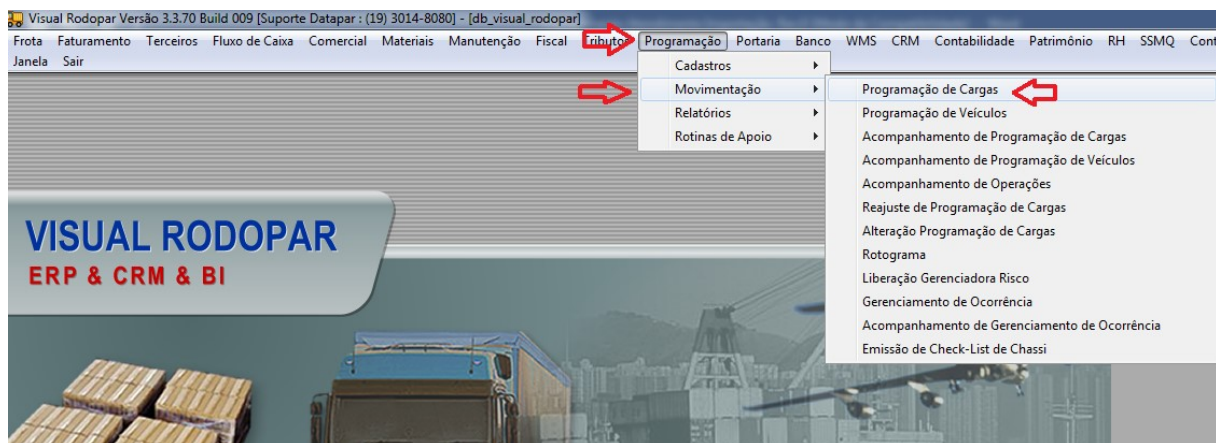 Visual Rodopar Versão 3.3.70 Build 009 [Suporte Datapar : (19) 3014-8080] - [db_visual_rodopar]
Frota Faturamento Terceiros Fluxo de Caixa Comercial Materiais Manutenção Fiscal Tributos Programação Portaria Banco WMS CRM Contabilidade Patrimônio RH SSMQ Cont
Janela Sair
Cadastros
Movimentação
Relatórios
Rotinas de Apoio
Programação de Cargas
Programação de Veículos
Acompanhamento de Programação de Cargas
Acompanhamento de Programação de Veículos
Acompanhamento de Operações
Reajuste de Programação de Cargas
Alteração Programação de Cargas
Rotograma
Liberação Gerenciadora Risco
Gerenciamento de Ocorrência
Acompanhamento de Gerenciamento de Ocorrência
Emissão de Check-List de Chassi
VISUAL RODOPAR
ERP & CRM & BI